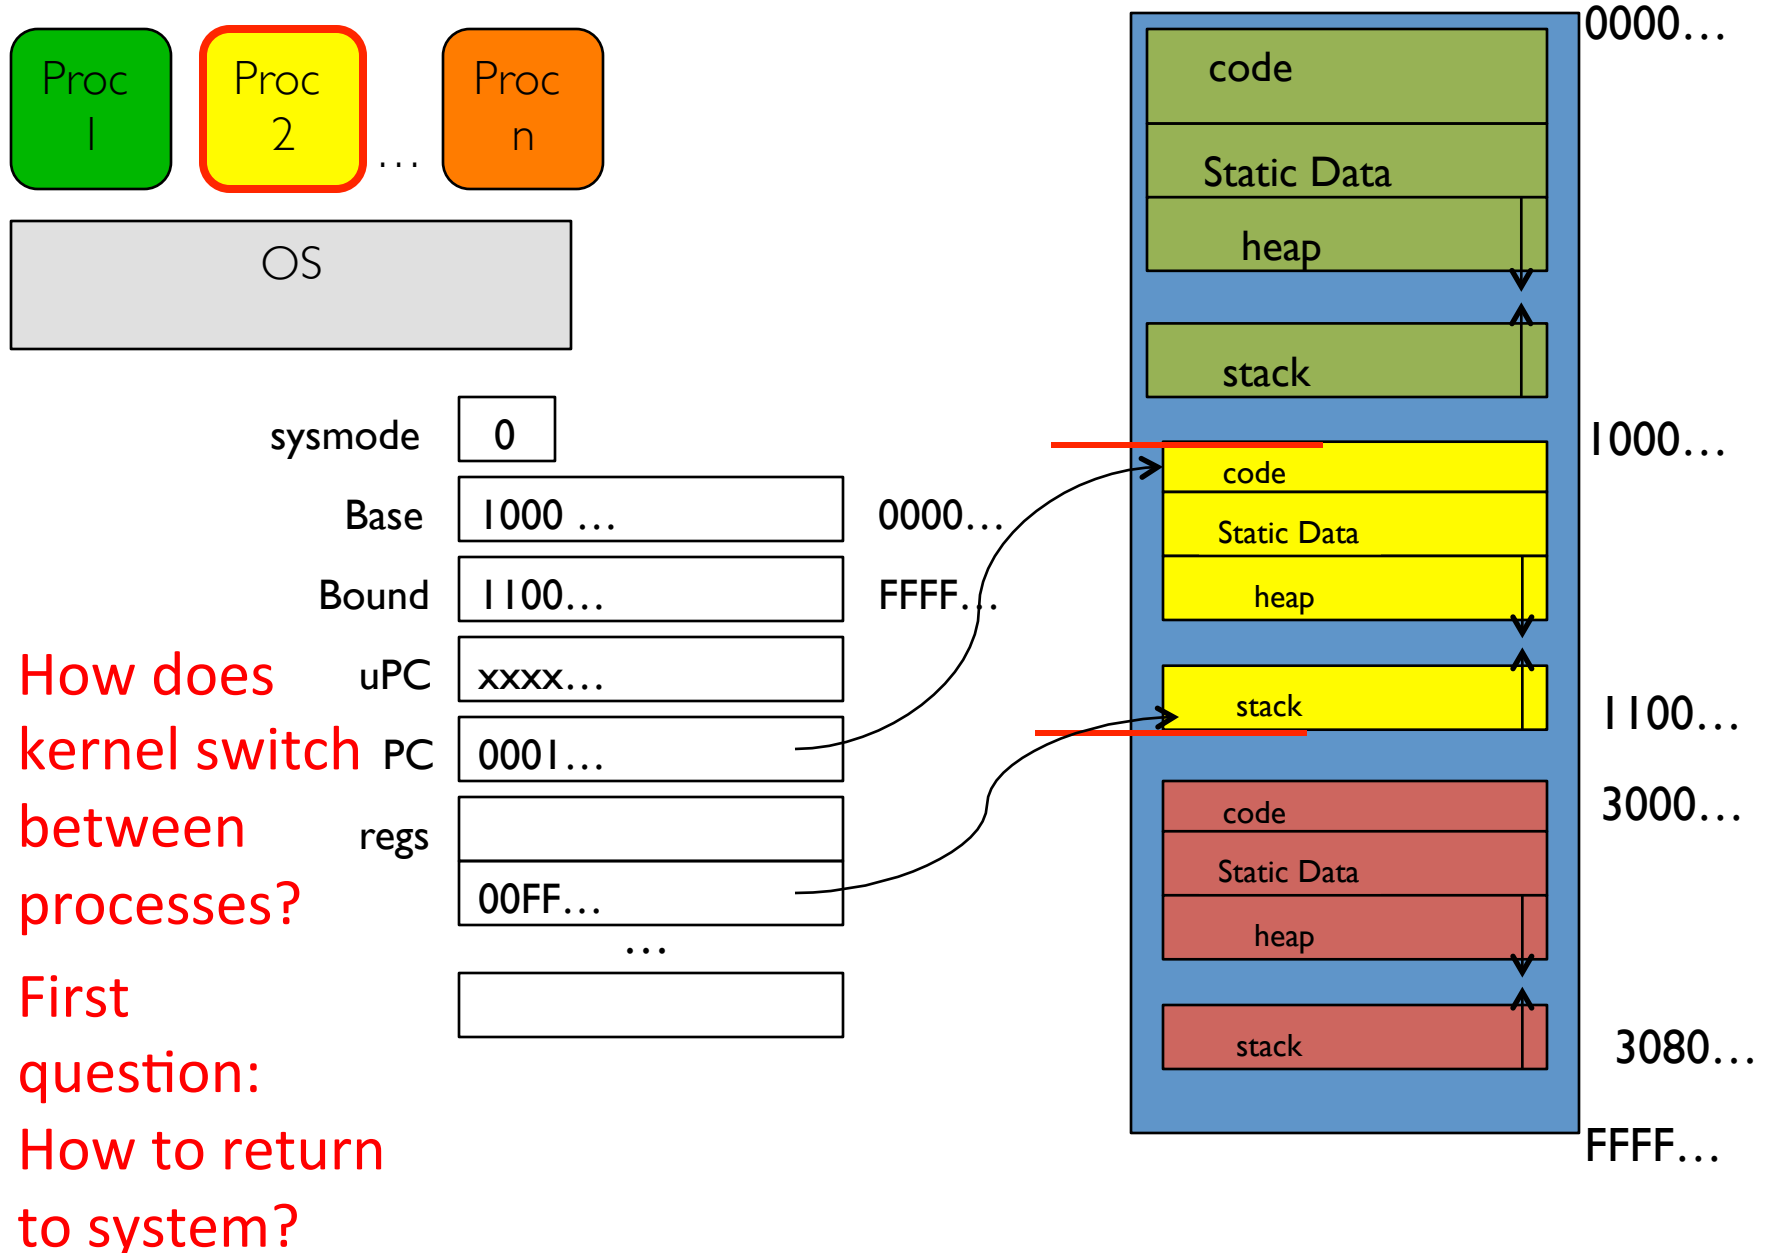 Proc
1
Proc
2
...
Proc
n
OS
sysmode 0
Base 1000 ... 0000...
Bound 1100... FFFF...
uPC xxxx...
PC 0001...
regs
00FF...
...
How does
kernel switch
between
processes?
First
question:
How to return
to system?
0000...
code
Static Data
heap
stack
1000...
code
Static Data
heap
stack
1100...
3000...
code
Static Data
heap
stack
3080...
FFFF...